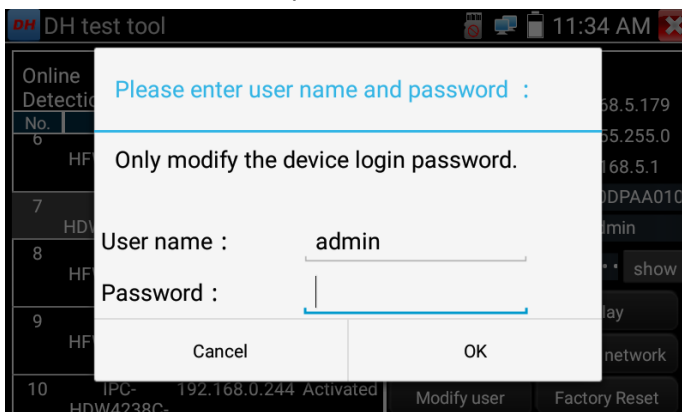 DH DH test tool 11:34 AM
Online
Detectio
No.
6
HF
7
HDW
8
HF
9
HF
10 IPC- 192.168.0.244 Activated
HDW4238C-
Please enter user name and password :
Only modify the device login password.
User name : admin
Password :
Cancel OK
68.5.179
55.255.0
168.5.1
0DPAA010
dmin
show
lay
network
Modify user Factory Reset